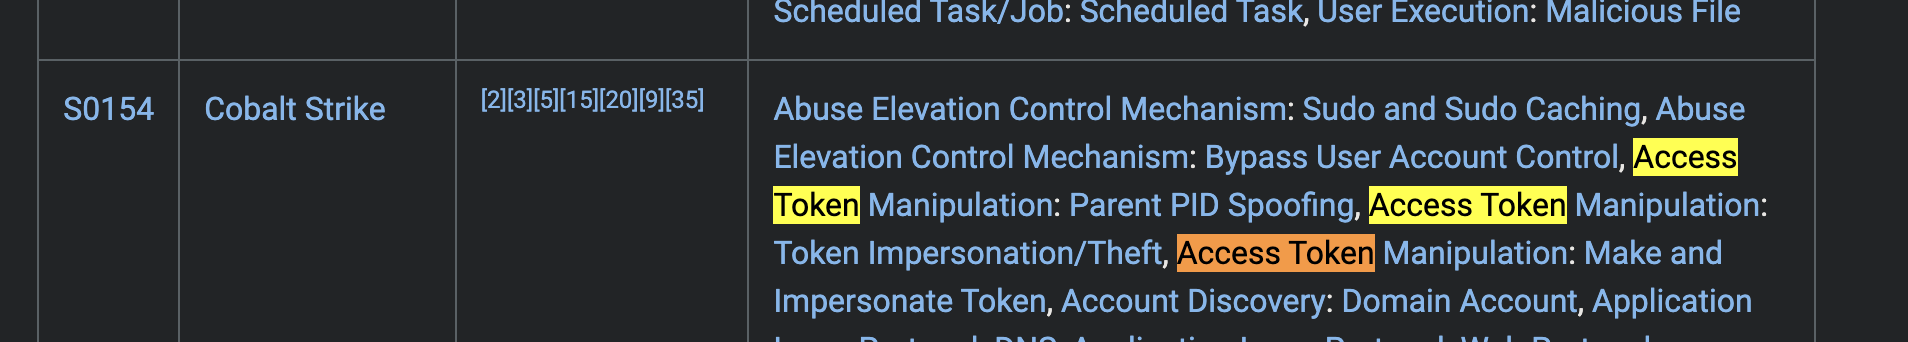 Scheduled Task/Job: Scheduled Task, User Execution: Malicious File
S0154
Cobalt Strike
[2][3][5][15][20][9][35]
Abuse Elevation Control Mechanism: Sudo and Sudo Caching, Abuse
Elevation Control Mechanism: Bypass User Account Control, Access
Token Manipulation: Parent PID Spoofing, Access Token Manipulation:
Token Impersonation/Theft, Access Token Manipulation: Make and
Impersonate Token, Account Discovery: Domain Account, Application